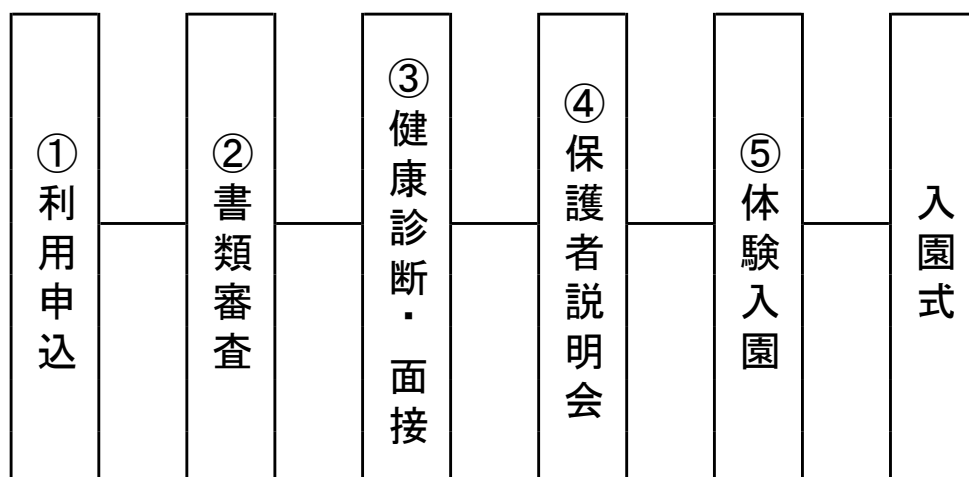 ①利用申込
②書類審査
③健康診断・面接
④保護者説明会
⑤体験入園
入園式